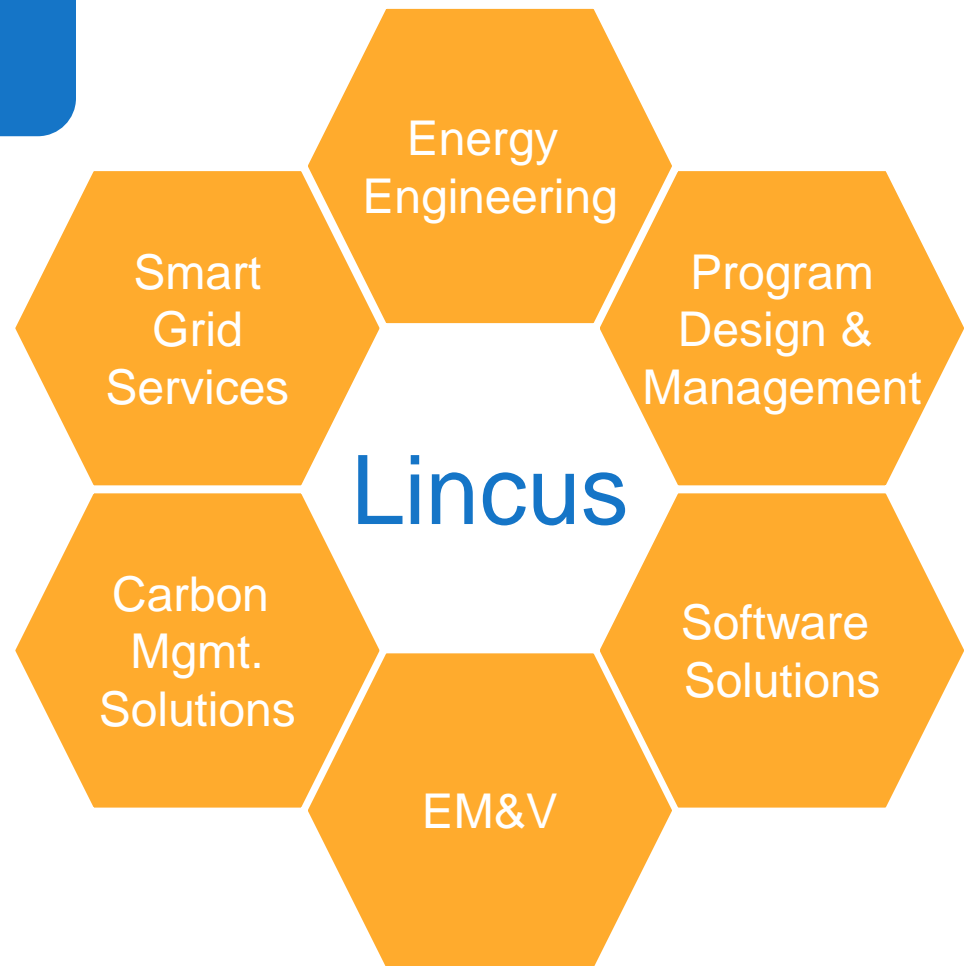 Energy
Engineering
Program
Design &
Management
Smart
Grid
Services
Lincus
Software
Solutions
Carbon
Mgmt.
Solutions
EM&V